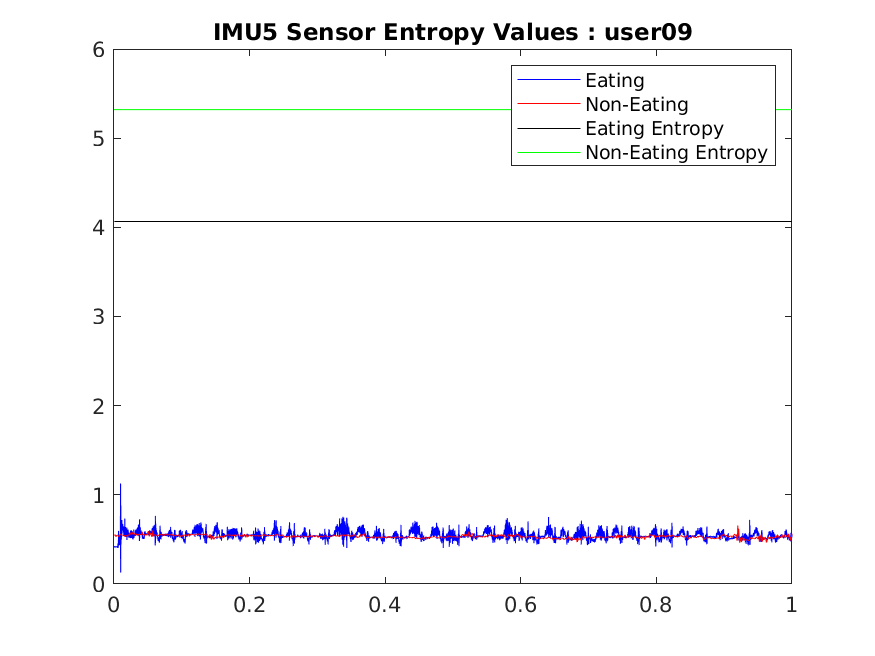 IMU5 Sensor Entropy Values : user09
6
5
4
3
2
1
0
Eating
Non-Eating
Eating Entropy
Non-Eating Entropy
0 0.2 0.4 0.6 0.8 1